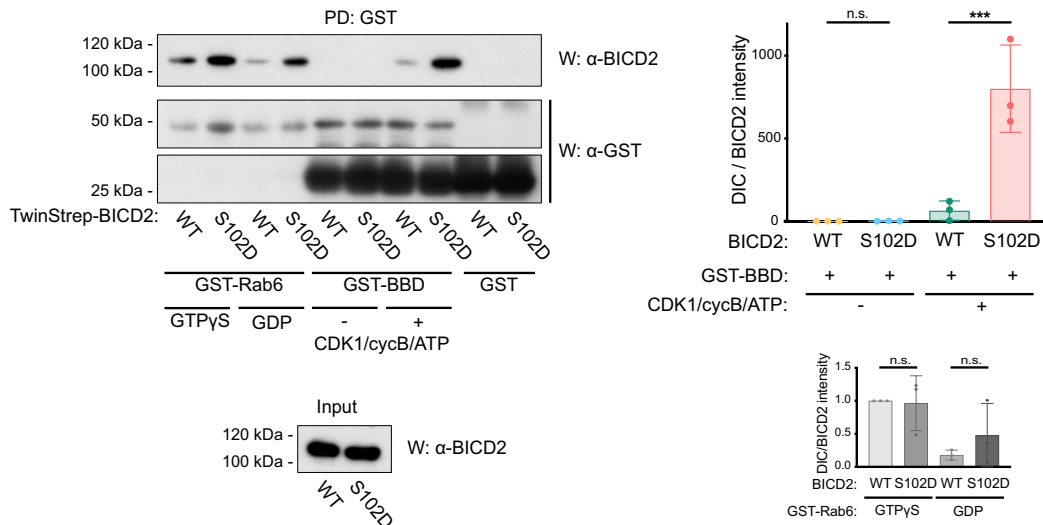 PD: GST
120 kDa -
100 kDa -
W: α-BICD2
50 kDa -
W: α-GST
25 kDa -
TwinStrep-BICD2: WT S102D WT S102D WT S102D WT S102D WT S102D
GST-Rab6 GST-BBD GST
GTPγS GDP - +
CDK1/cycB/ATP
Input
120 kDa -
100 kDa -
W: α-BICD2
WT S102D
n.s. ***
DIC / BICD2 intensity
1000
500
0
BICD2: WT S102D WT S102D
GST-BBD: + + + +
CDK1/cycB/ATP: - +
n.s. n.s.
DIC/BICD2 intensity
1.5
1.0
0.5
0.0
BICD2: WT S102D WT S102D
GST-Rab6: GTPγS GDP